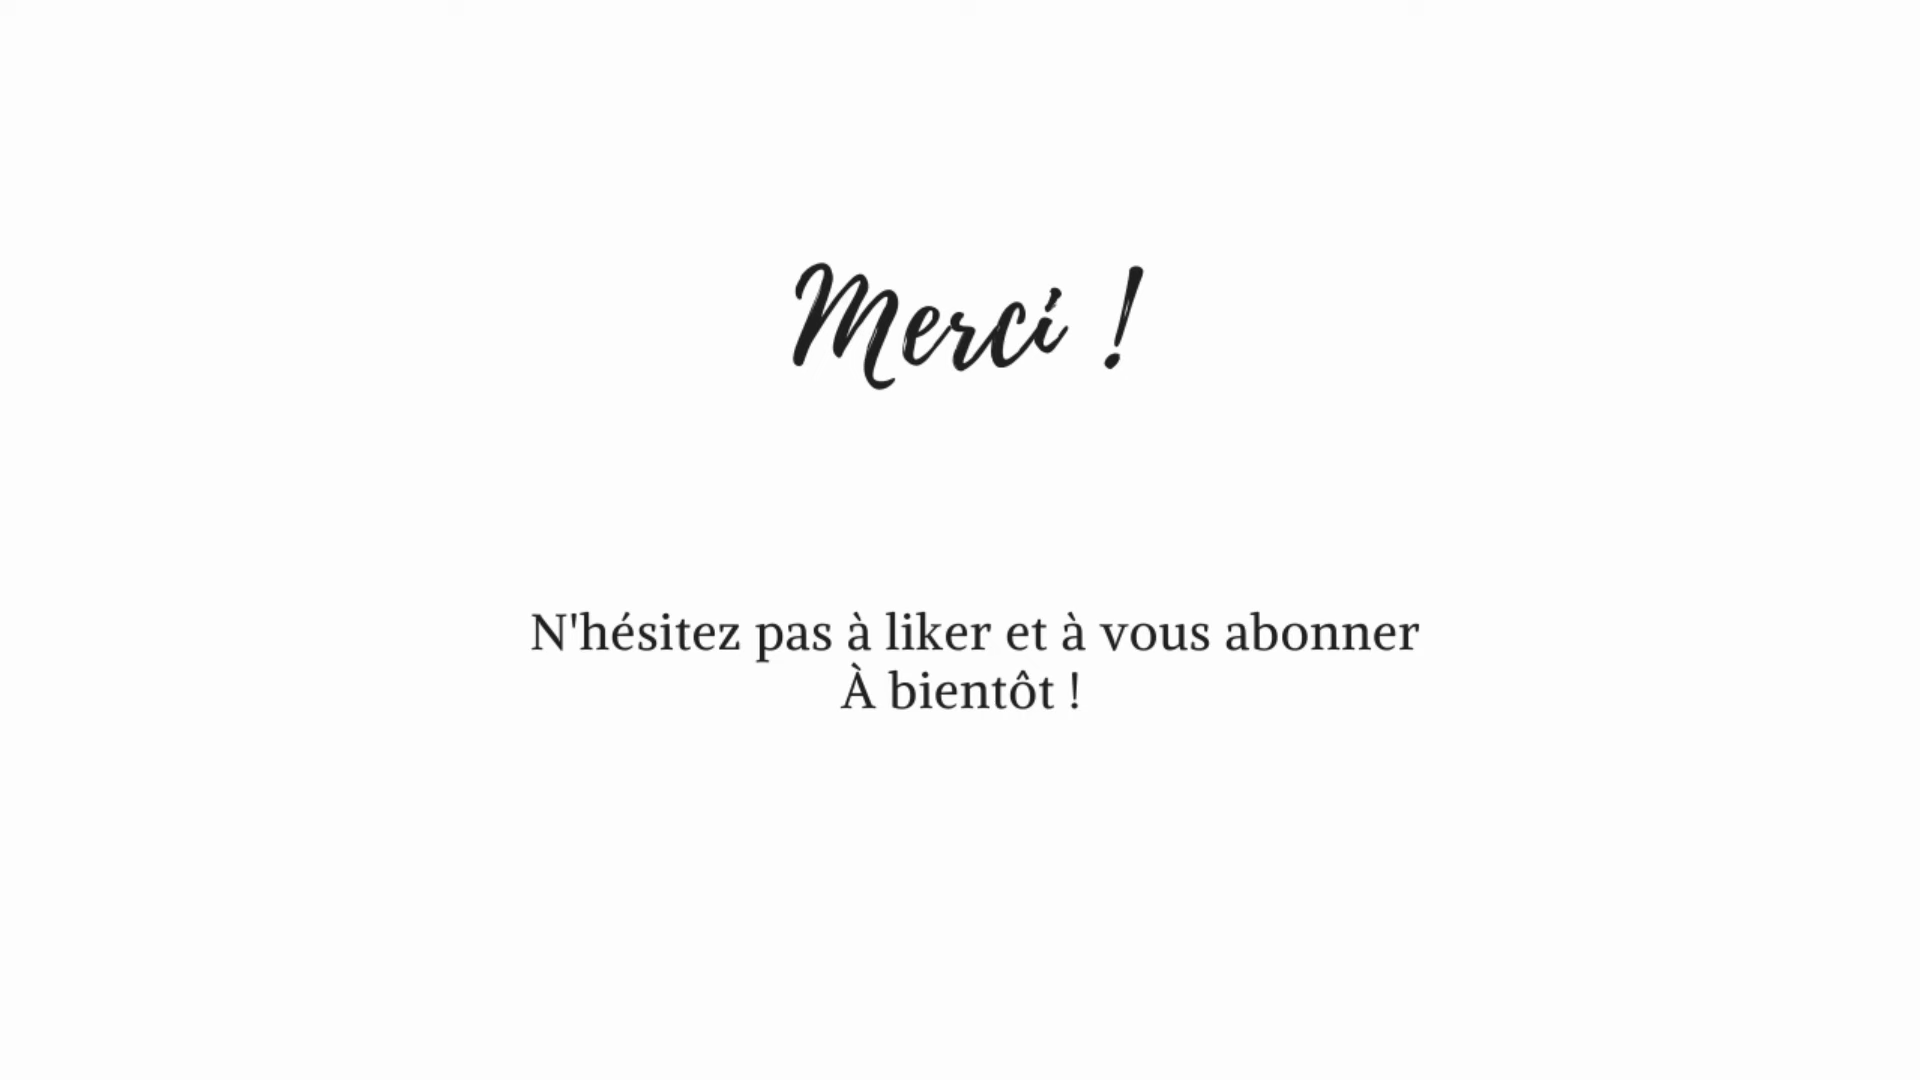 Merci !
N'hésitez pas à liker et à vous abonner
À bientôt !